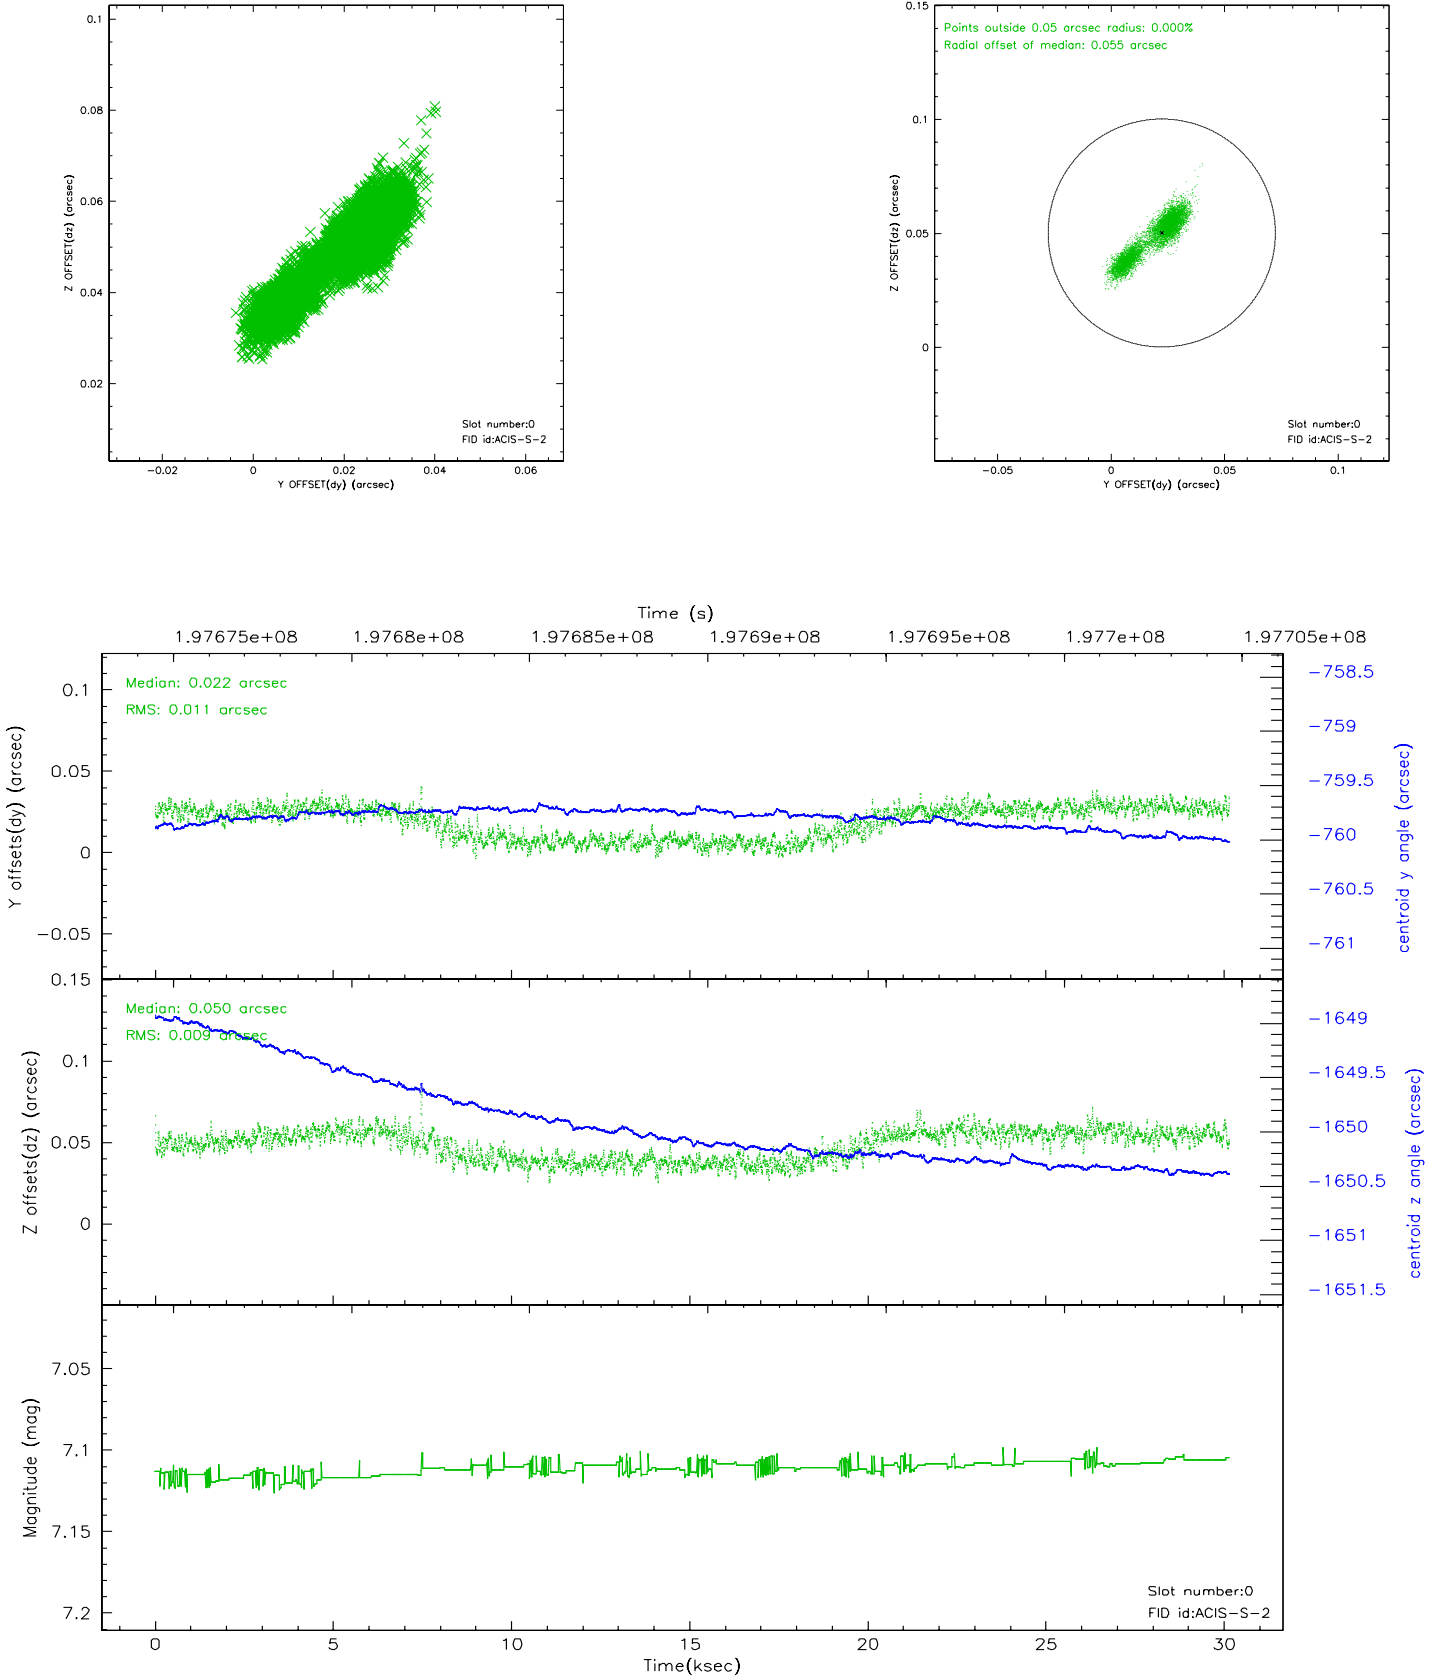 0.1
0.08
0.06
0.04
0.02
Z OFFSET(dz) (arcsec)
Slot number:0
FID id:ACIS-S-2
-0.02 0 0.02 0.04 0.06
Y OFFSET(dy) (arcsec)
0.15
0.1
0.05
0
Z OFFSET(dz) (arcsec)
Points outside 0.05 arcsec radius: 0.000%
Radial offset of median: 0.055 arcsec
Slot number:0
FID id:ACIS-S-2
-0.05 0 0.05 0.1
Y OFFSET(dy) (arcsec)
Time (s)
1.97675e+08 1.9768e+08 1.97685e+08 1.9769e+08 1.97695e+08 1.977e+08 1.97705e+08
0.1
0.05
0
-0.05
Y offsets(dy) (arcsec)
Median: 0.022 arcsec
RMS: 0.011 arcsec
-758.5
-759
-759.5
-760
-760.5
-761
centroid y angle (arcsec)
0.15
0.1
0.05
0
Z offsets(dz) (arcsec)
Median: 0.050 arcsec
RMS: 0.009 arcsec
-1649
-1649.5
-1650
-1650.5
-1651
-1651.5
centroid z angle (arcsec)
7.05
7.1
7.15
7.2
Magnitude (mag)
Slot number:0
FID id:ACIS-S-2
0 5 10 15 20 25 30
Time(ksec)